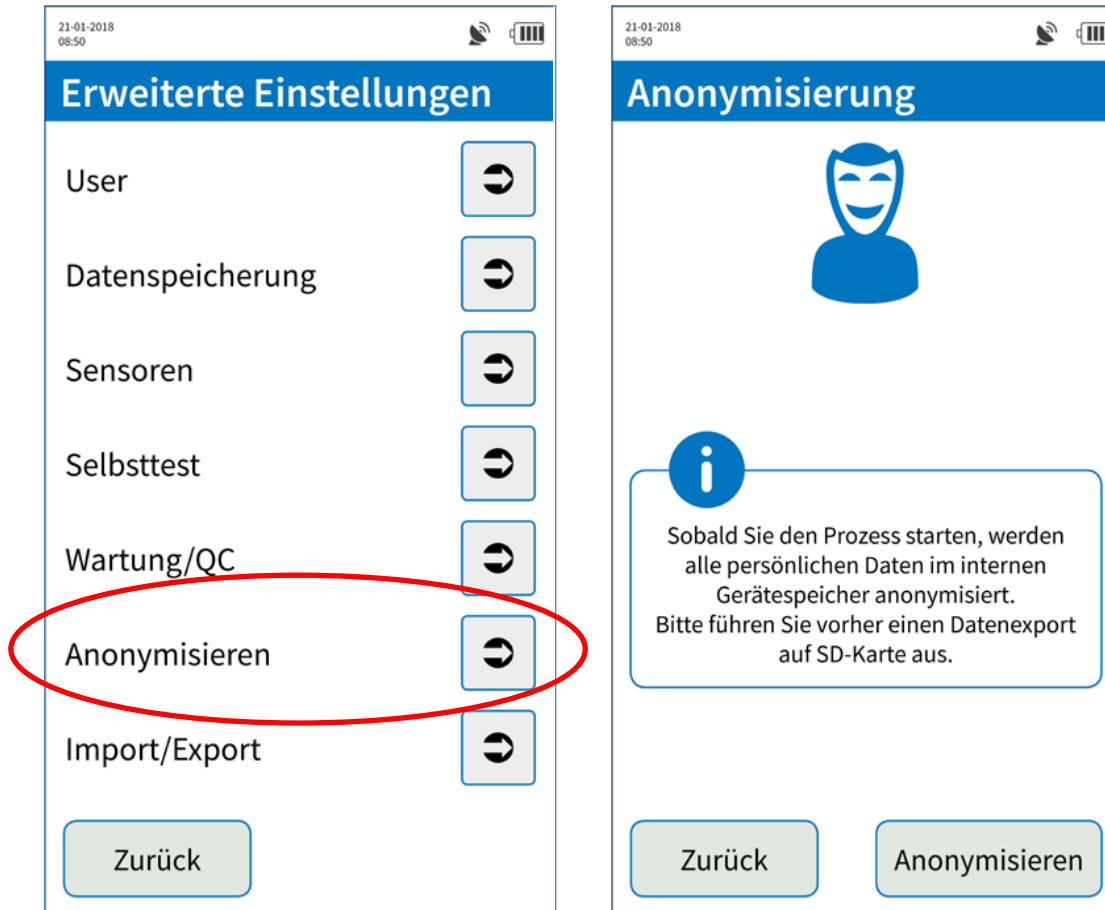 21-01-2018
08:50
Erweiterte Einstellungen
User
Datenspeicherung
Sensoren
Selbsttest
Wartung/QC
Anonymisieren
Import/Export
Zurück
21-01-2018
08:50
Anonymisierung
i
Sobald Sie den Prozess starten, werden
alle persönlichen Daten im internen
Gerätespeicher anonymisiert.
Bitte führen Sie vorher einen Datenexport
auf SD-Karte aus.
Zurück
Anonymisieren